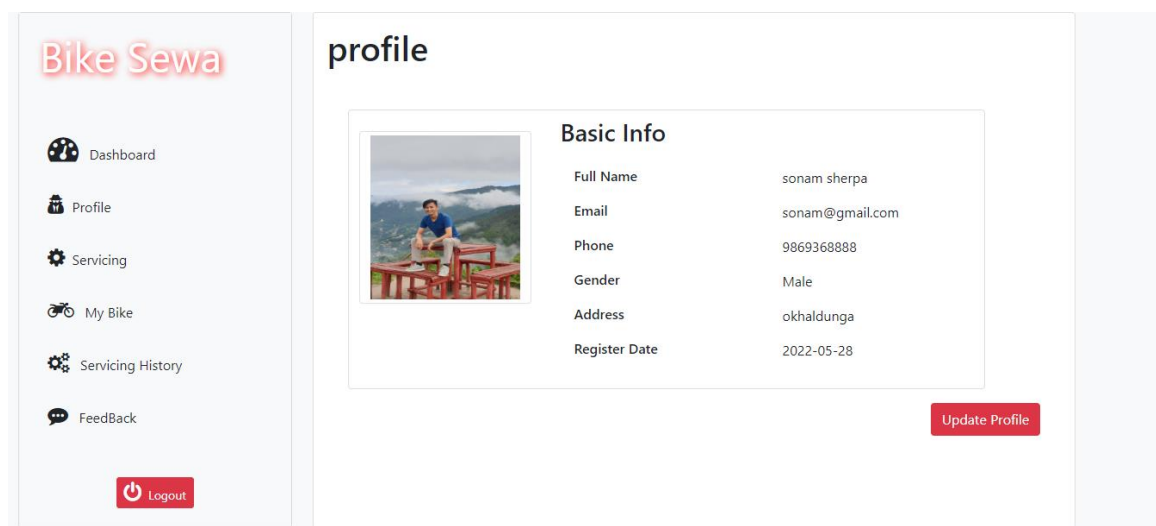 Bike Sewa
Dashboard
Profile
Servicing
My Bike
Servicing History
FeedBack
Logout
profile
Basic Info
Full Name sonam sherpa
Email sonam@gmail.com
Phone 9869368888
Gender Male
Address okhaldunga
Register Date 2022-05-28
Update Profile